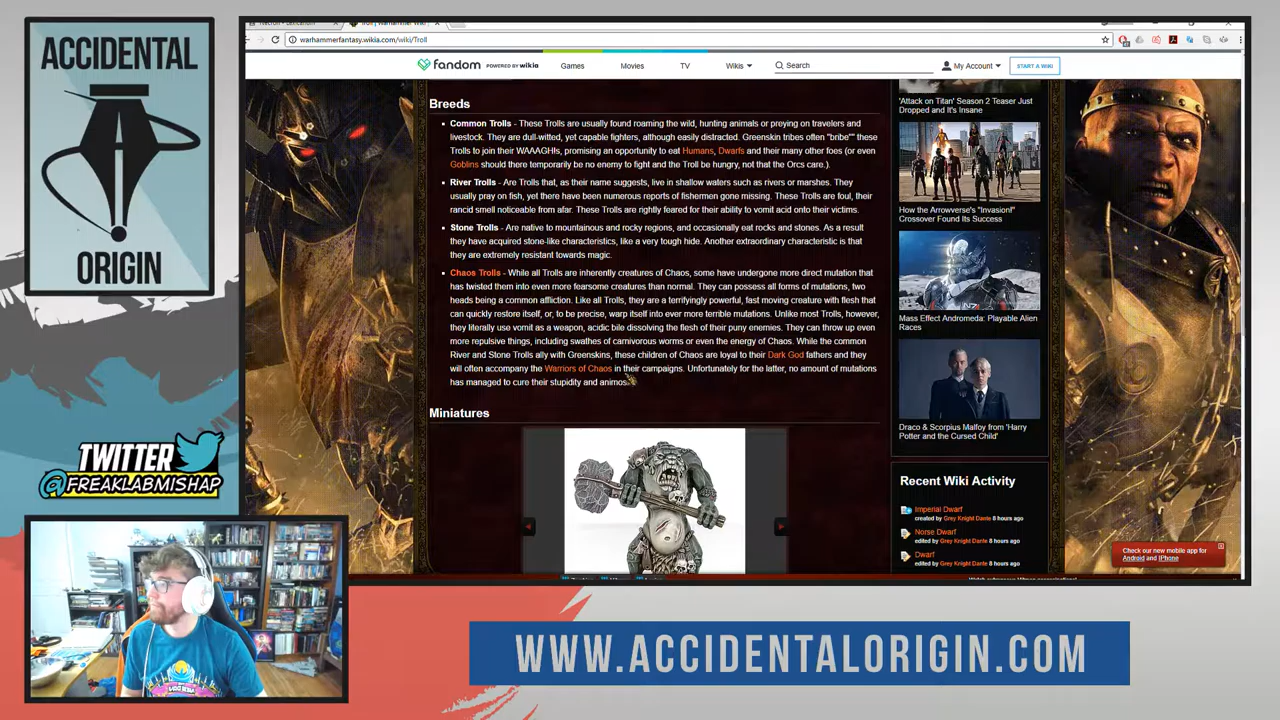 ACCIDENTAL
ORIGIN
TWITTER
@FREAKLABMISHAP
Troll | Warhammer Wiki
warhammerfantasy.wikia.com/wiki/Troll
fandom POWERED BY wikia
Games
Movies
TV
Wikis
Search
My Account
START A WIKI
Breeds
Common Trolls - These Trolls are usually found roaming the wild, hunting animals or preying on travelers and
livestock. They are dull-witted, yet capable fighters, although easily distracted. Greenskin tribes often "bribe"" these
Trolls to join their WAAAGH!s, promising an opportunity to eat Humans, Dwarfs and their many other foes (or even
Goblins should there temporarily be no enemy to fight and the Troll be hungry, not that the Orcs care.).
River Trolls - Are Trolls that, as their name suggests, live in shallow waters such as rivers or marshes. They
usually pray on fish, yet there have been numerous reports of fishermen gone missing. These Trolls are foul, their
rancid smell noticeable from afar. These Trolls are rightly feared for their ability to vomit acid onto their victims.
Stone Trolls - Are native to mountainous and rocky regions, and occasionally eat rocks and stones. As a result
they have acquired stone-like characteristics, like a very tough hide. Another extraordinary characteristic is that
they are extremely resistant towards magic.
Chaos Trolls - While all Trolls are inherently creatures of Chaos, some have undergone more direct mutation that
has twisted them into even more fearsome creatures than normal. They can possess all forms of mutations, two
heads being a common affliction. Like all Trolls, they are a terrifyingly powerful, fast moving creature with flesh that
can quickly restore itself, or, to be precise, warp itself into ever more terrible mutations. Unlike most Trolls, however,
they literally use vomit as a weapon, acidic bile dissolving the flesh of their puny enemies. They can throw up even
more repulsive things, including swathes of carnivorous worms or even the energy of Chaos. While the common
River and Stone Trolls ally with Greenskins, these children of Chaos are loyal to their Dark God fathers and they
will often accompany the Warriors of Chaos in their campaigns. Unfortunately for the latter, no amount of mutations
has managed to cure their stupidity and
Miniatures
'Attack on Titan' Season 2 Teaser Just
Dropped and It's Insane
How the Arrowverse's "Invasion!"
Crossover Found Its Success
Mass Effect Andromeda: Playable Alien
Races
Draco & Scorpius Malfoy from 'Harry
Potter and the Cursed Child'
Recent Wiki Activity
Imperial Dwarf
created by Grey Knight Dante 8 hours ago
Norse Dwarf
edited by Grey Knight Dante 8 hours ago
Dwarf
edited by Grey Knight Dante 8 hours ago
Check our new mobile app for
Android and iPhone
WWW.ACCIDENTALORIGIN.COM